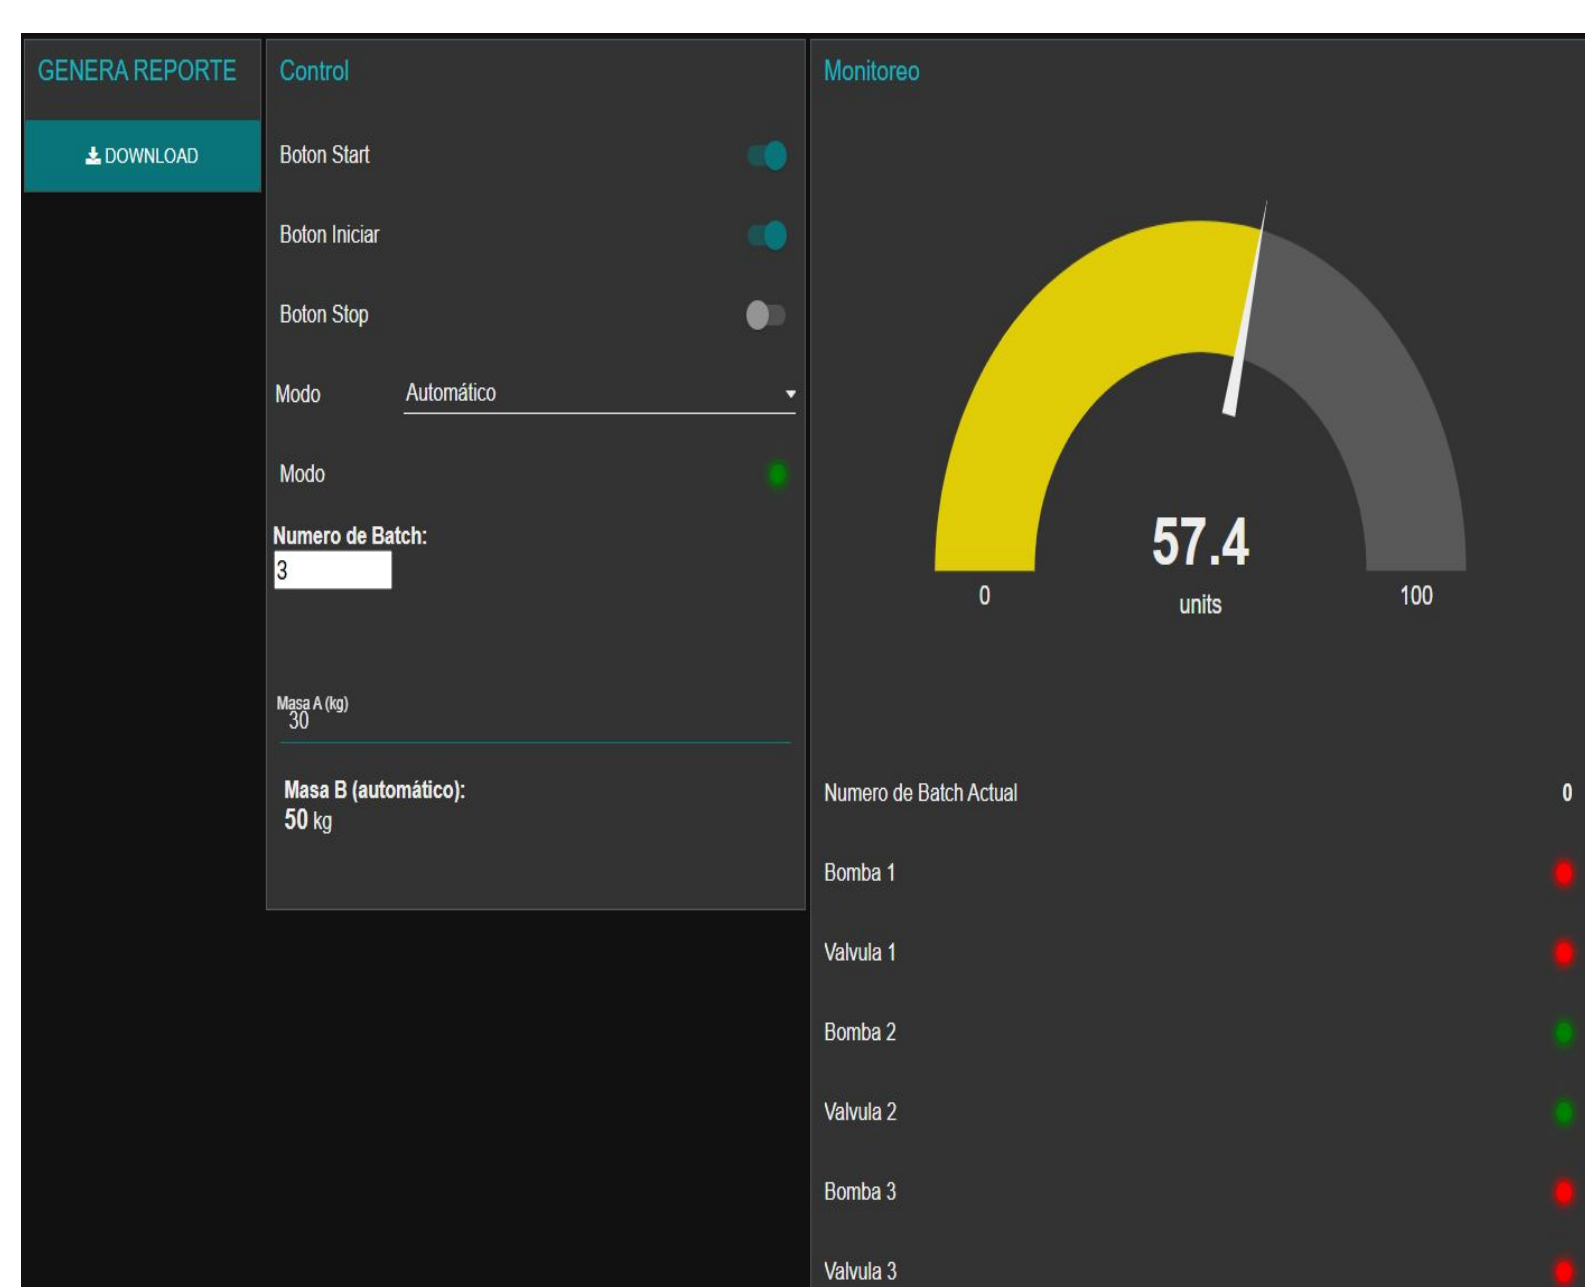 GENERA REPORTE
DOWNLOAD
Control
Boton Start
Boton Iniciar
Boton Stop
Modo Automático
Modo
Numero de Batch:
3
Masa A (kg)
30
Masa B (automático):
50 kg
Monitoreo
57.4
0 units 100
Numero de Batch Actual 0
Bomba 1
Valvula 1
Bomba 2
Valvula 2
Bomba 3
Valvula 3